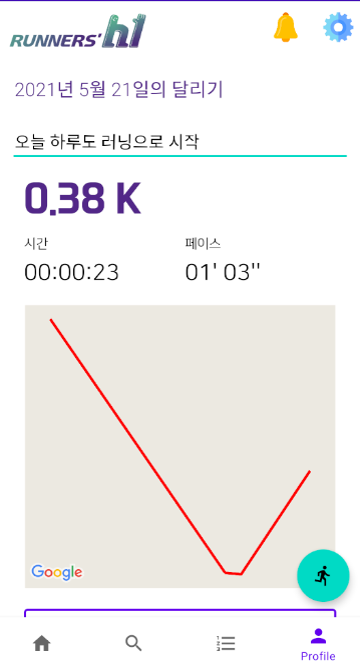 RUNNERS' h1
2021년 5월 21일의 달리기
오늘 하루도 러닝으로 시작
0.38 K
시간 페이스
00:00:23 01' 03''
Google
Profile